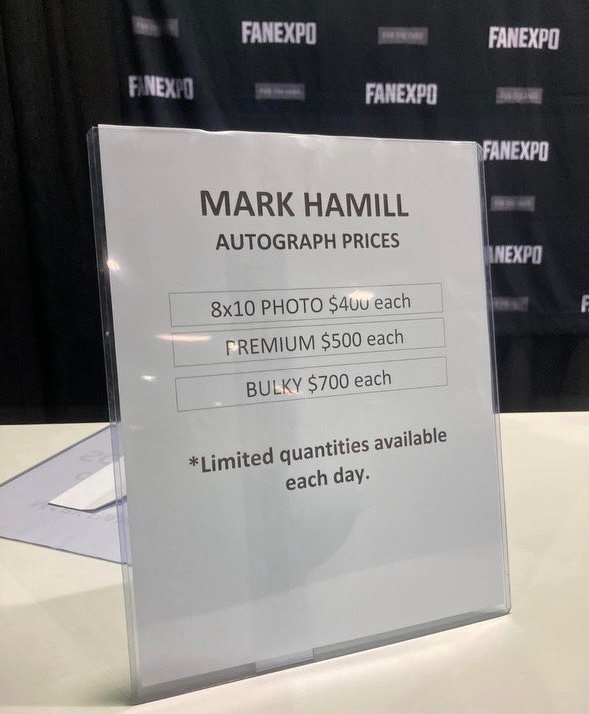 FANEXPO
FANEXPO
FANEXPO
FANEXPO
FANEXPO
MARK HAMILL
AUTOGRAPH PRICES
8x10 PHOTO $400 each
PREMIUM $500 each
BULKY $700 each
*Limited quantities available
each day.